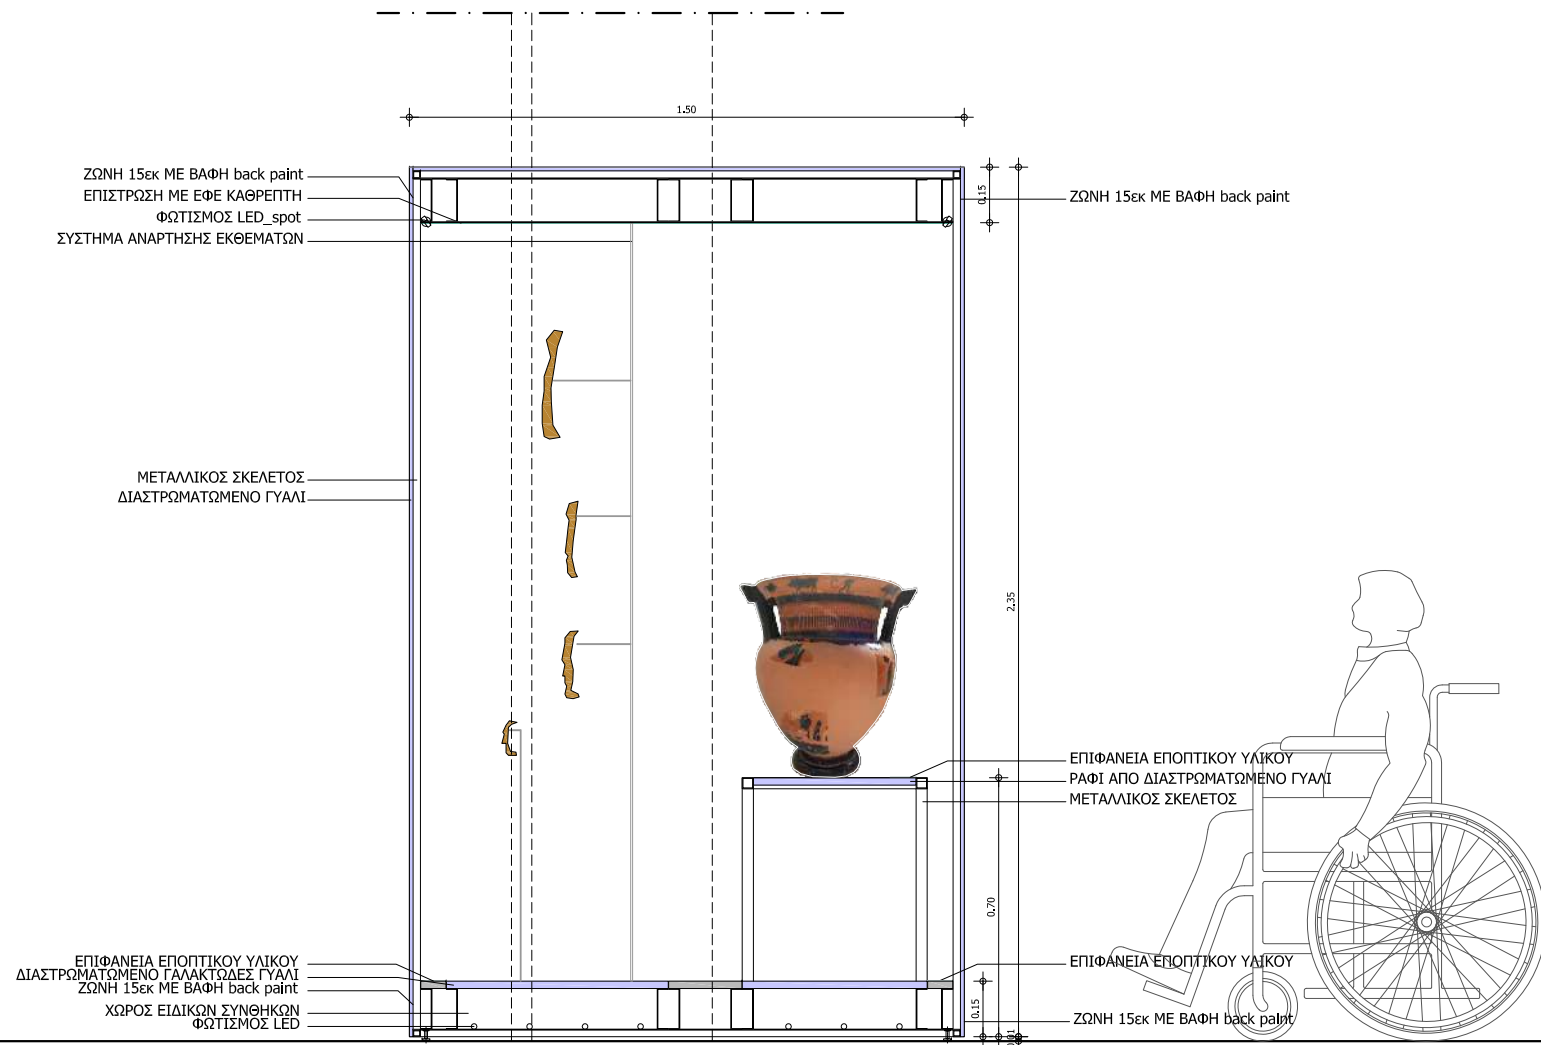 1.50
ΖΩΝΗ 15εκ ΜΕ ΒΑΦΗ back paint
ΕΠΙΣΤΡΩΣΗ ΜΕ ΕΦΕ ΚΑΘΡΕΠΤΗ
ΦΩΤΙΣΜΟΣ LED_spot
ΣΥΣΤΗΜΑ ΑΝΑΡΤΗΣΗΣ ΕΚΘΕΜΑΤΩΝ
0.15
ΖΩΝΗ 15εκ ΜΕ ΒΑΦΗ back paint
ΜΕΤΑΛΛΙΚΟΣ ΣΚΕΛΕΤΟΣ
ΔΙΑΣΤΡΩΜΑΤΩΜΕΝΟ ΓΥΑΛΙ
2.35
ΕΠΙΦΑΝΕΙΑ ΕΠΟΠΤΙΚΟΥ ΥΛΙΚΟΥ
ΡΑΦΙ ΑΠΟ ΔΙΑΣΤΡΩΜΑΤΩΜΕΝΟ ΓΥΑΛΙ
ΜΕΤΑΛΛΙΚΟΣ ΣΚΕΛΕΤΟΣ
0.70
ΕΠΙΦΑΝΕΙΑ ΕΠΟΠΤΙΚΟΥ ΥΛΙΚΟΥ
ΔΙΑΣΤΡΩΜΑΤΩΜΕΝΟ ΓΑΛΑΚΤΩΔΕΣ ΓΥΑΛΙ
ΖΩΝΗ 15εκ ΜΕ ΒΑΦΗ back paint
ΧΩΡΟΣ ΕΙΔΙΚΩΝ ΣΥΝΘΗΚΩΝ
ΦΩΤΙΣΜΟΣ LED
ΕΠΙΦΑΝΕΙΑ ΕΠΟΠΤΙΚΟΥ ΥΛΙΚΟΥ
0.15
ΖΩΝΗ 15εκ ΜΕ ΒΑΦΗ back paint